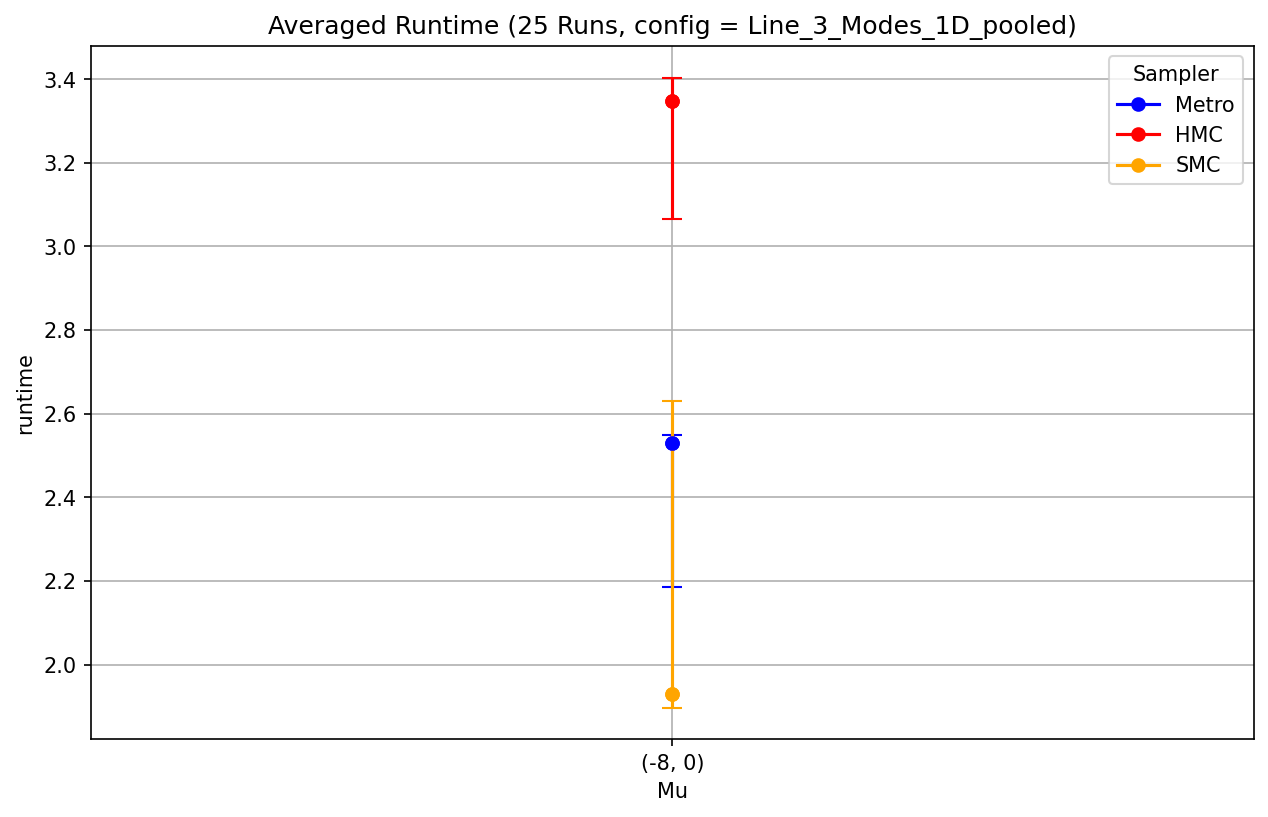 Averaged Runtime (25 Runs, config = Line_3_Modes_1D_pooled)
Sampler
Metro
HMC
SMC
3.4
3.2
3.0
2.8
2.6
2.4
2.2
2.0
runtime
(-8, 0)
Mu